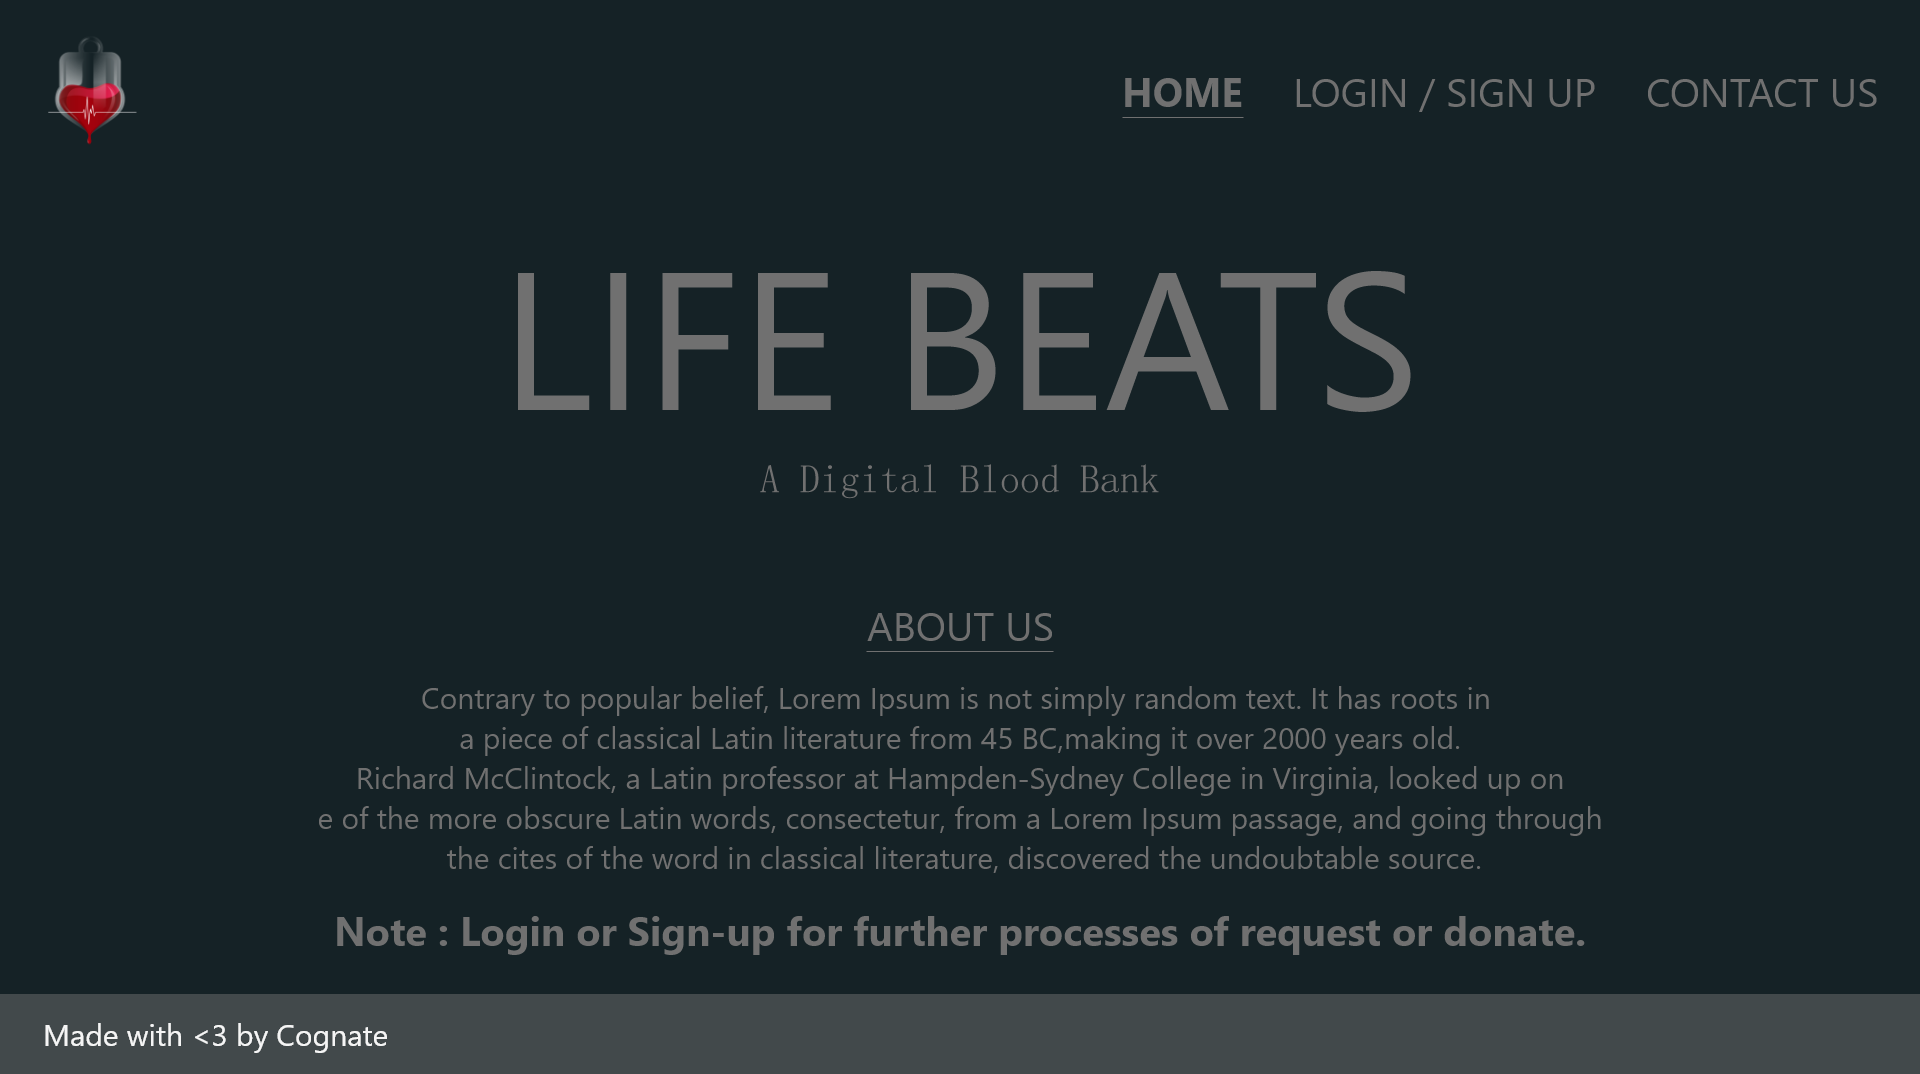 HOME LOGIN / SIGN UP CONTACT US
LIFE BEATS
A Digital Blood Bank
ABOUT US
Contrary to popular belief, Lorem Ipsum is not simply random text. It has roots in
a piece of classical Latin literature from 45 BC,making it over 2000 years old.
Richard McClintock, a Latin professor at Hampden-Sydney College in Virginia, looked up on
e of the more obscure Latin words, consectetur, from a Lorem Ipsum passage, and going through
the cites of the word in classical literature, discovered the undoubtable source.
Note : Login or Sign-up for further processes of request or donate.
Made with <3 by Cognate